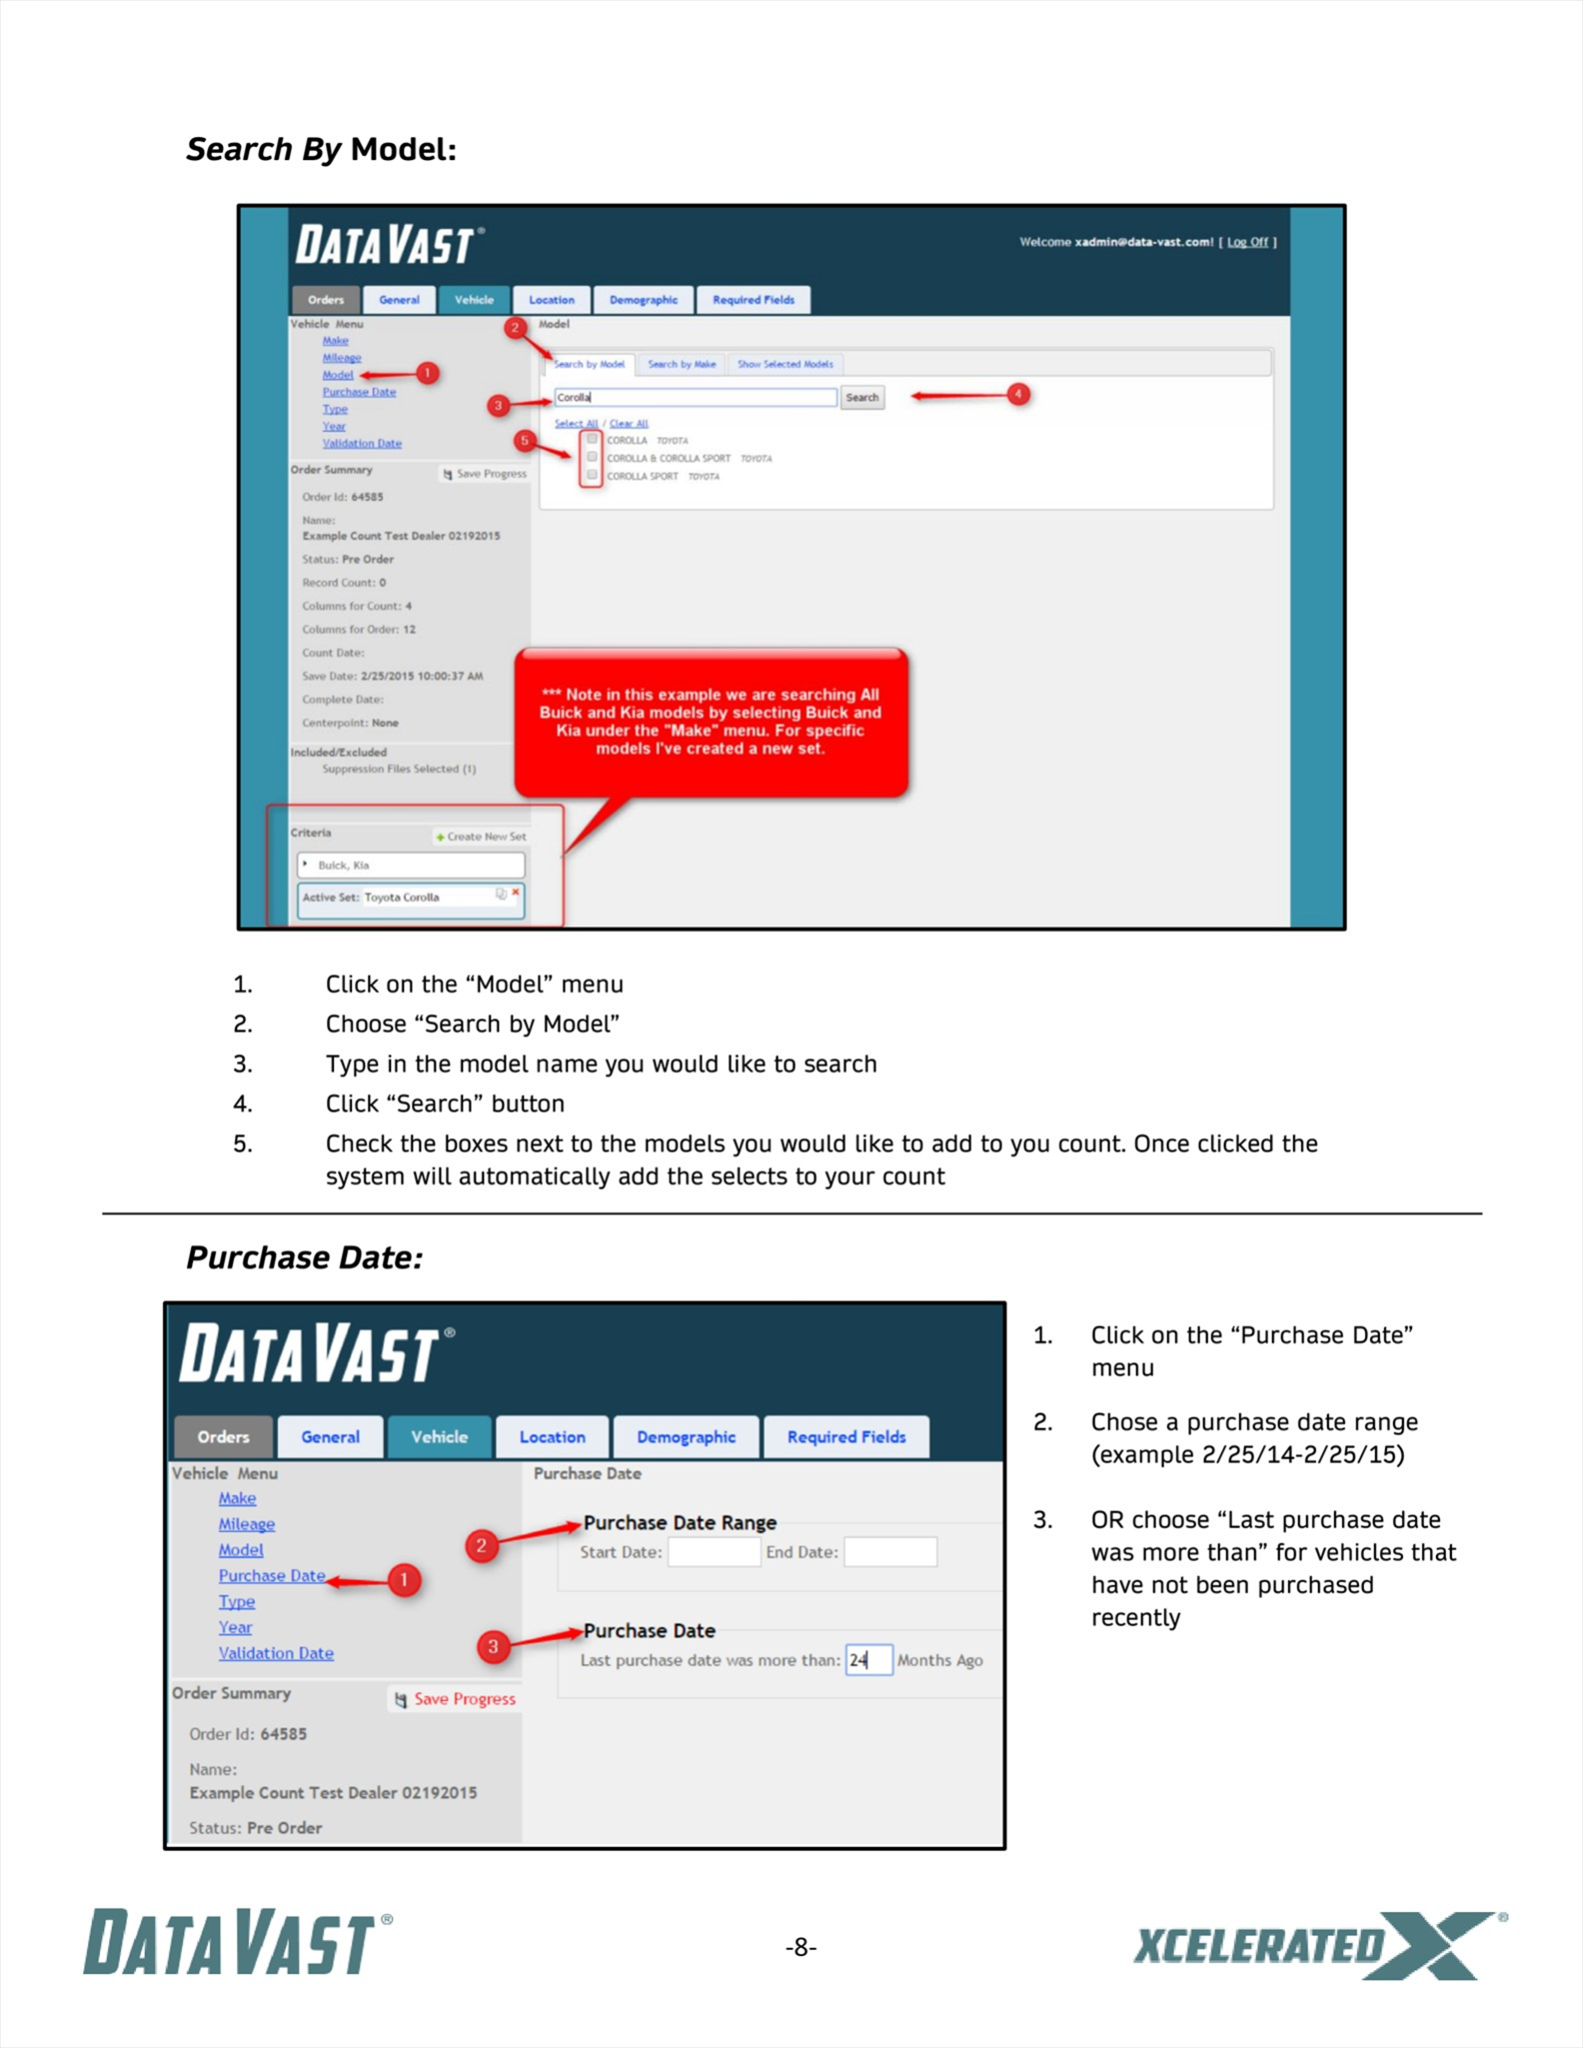 Search By Model:
DATAVAST®
Welcome xadmin@data-vast.com! [ Log Off ]
Orders General Vehicle Location Demographic Required Fields
Vehicle Menu
Make
Mileage
Model
Purchase Date
Type
Year
Validation Date
1
2
Model
Search by Model Search by Make Show Selected Models
3
Corolla
Search
4
Select All / Clear All
5
COROLLA TOYOTA
COROLLA & COROLLA SPORT TOYOTA
COROLLA SPORT TOYOTA
Order Summary
Save Progress
Order Id: 64585
Name:
Example Count Test Dealer 02192015
Status: Pre Order
Record Count: 0
Columns for Count: 4
Columns for Order: 12
Count Date:
Save Date: 2/25/2015 10:00:37 AM
Complete Date:
Centerpoint: None
Included/Excluded
Suppression Files Selected (1)
*** Note in this example we are searching All
Buick and Kia models by selecting Buick and
Kia under the "Make" menu. For specific
models I've created a new set.
Criteria
+ Create New Set
Buick, Kia
Active Set: Toyota Corolla
1. Click on the “Model” menu
2. Choose “Search by Model”
3. Type in the model name you would like to search
4. Click “Search” button
5. Check the boxes next to the models you would like to add to you count. Once clicked the
system will automatically add the selects to your count
Purchase Date:
DATAVAST®
Orders General Vehicle Location Demographic Required Fields
Vehicle Menu
Make
Mileage
Model
Purchase Date
Type
Year
Validation Date
1
Purchase Date
2
Purchase Date Range
Start Date: End Date:
3
Purchase Date
Last purchase date was more than: 24 Months Ago
Order Summary
Save Progress
Order Id: 64585
Name:
Example Count Test Dealer 02192015
Status: Pre Order
1. Click on the “Purchase Date”
menu
2. Chose a purchase date range
(example 2/25/14-2/25/15)
3. OR choose “Last purchase date
was more than” for vehicles that
have not been purchased
recently
DATAVAST®
-8-
XCELERATED X®